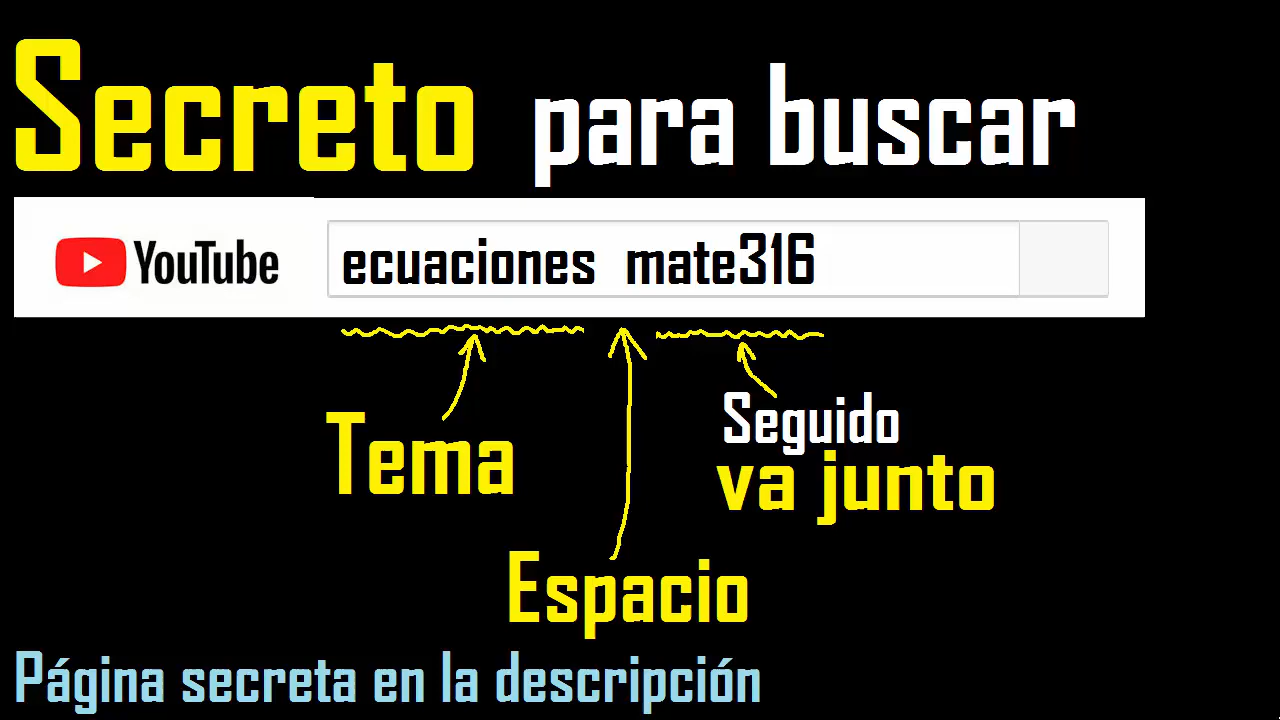 Secreto para buscar
YouTube ecuaciones mate316
Tema
Seguido
va junto
Espacio
Página secreta en la descripción